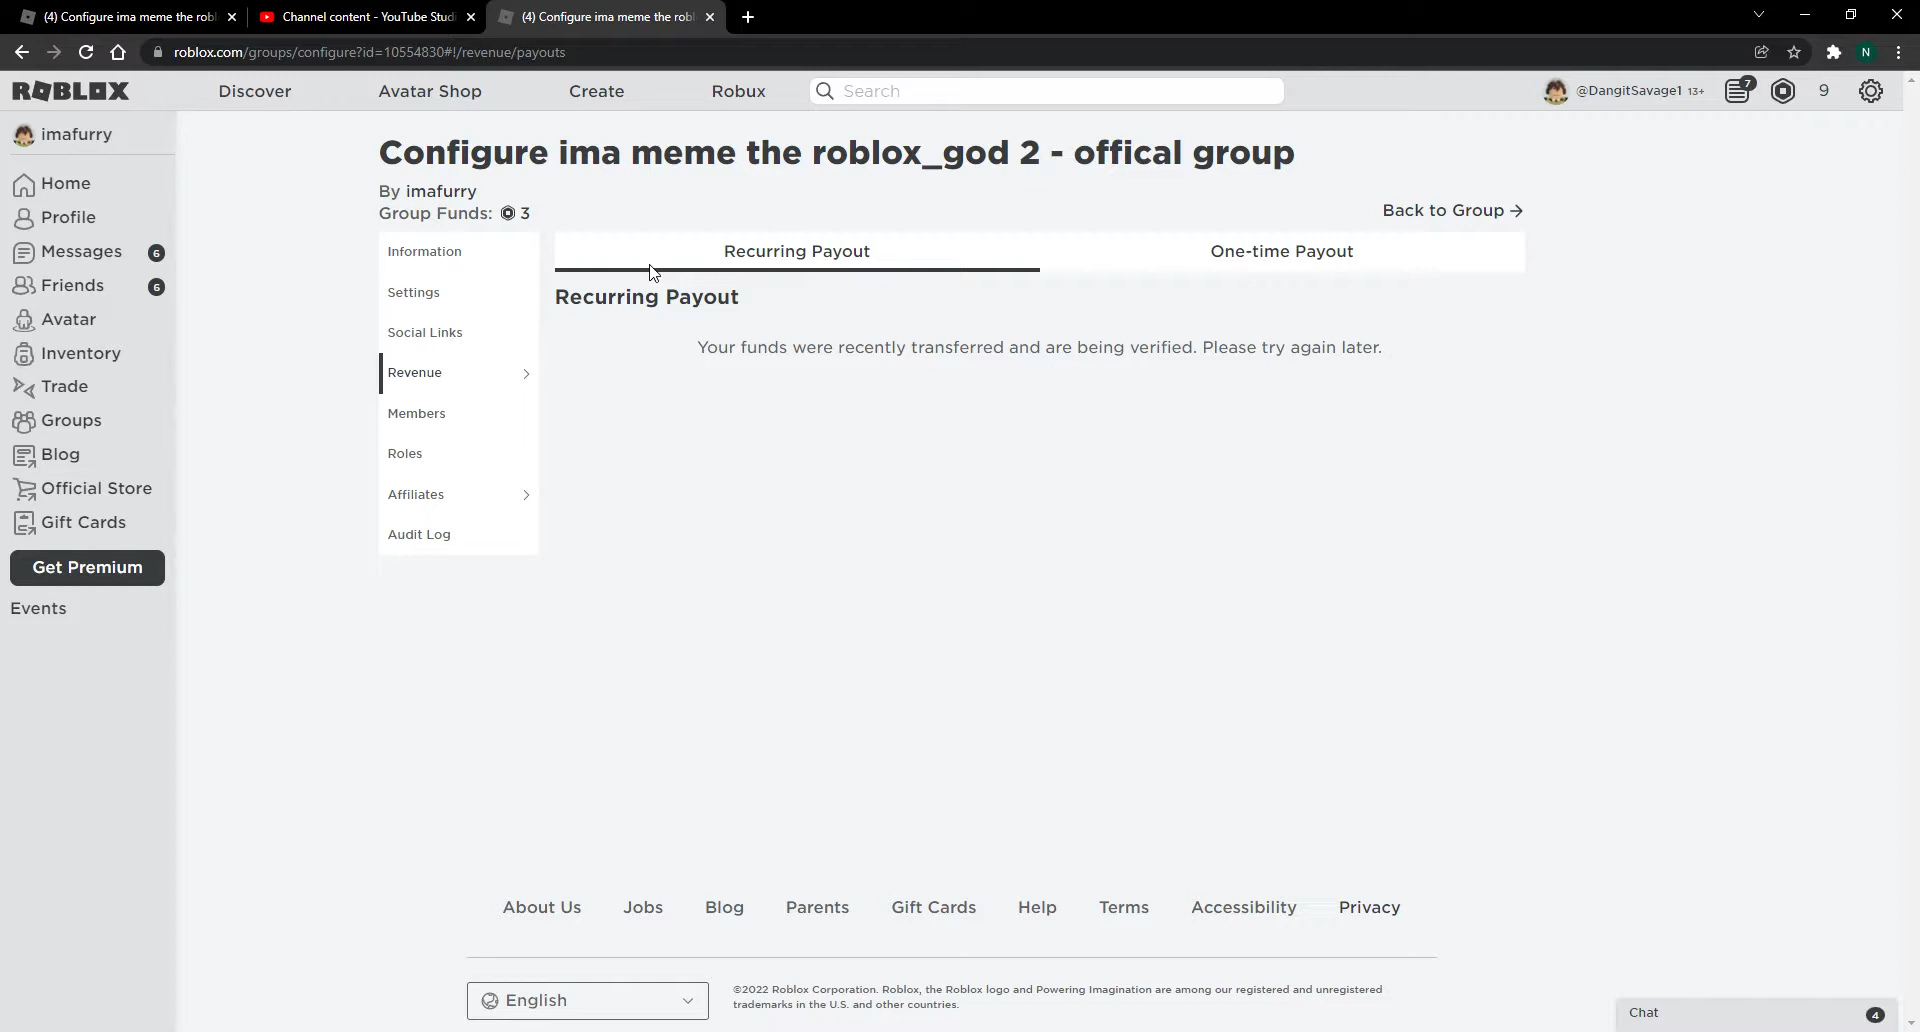 (4) Configure ima meme the robl
Channel content - YouTube Studi
(4) Configure ima meme the robl
roblox.com/groups/configure?id=10554830#!/revenue/payouts
N
ROBLOX
Discover
Avatar Shop
Create
Robux
Search
@DangitSavage1 13+
7
9
imafurry
Home
Profile
Messages 6
Friends 6
Avatar
Inventory
Trade
Groups
Blog
Official Store
Gift Cards
Get Premium
Events
Configure ima meme the roblox_god 2 - offical group
By imafurry
Group Funds: 3
Back to Group →
Information
Settings
Social Links
Revenue
Members
Roles
Affiliates
Audit Log
Recurring Payout
One-time Payout
Recurring Payout
Your funds were recently transferred and are being verified. Please try again later.
About Us
Jobs
Blog
Parents
Gift Cards
Help
Terms
Accessibility
Privacy
English
©2022 Roblox Corporation. Roblox, the Roblox logo and Powering Imagination are among our registered and unregistered
trademarks in the U.S. and other countries.
Chat 4